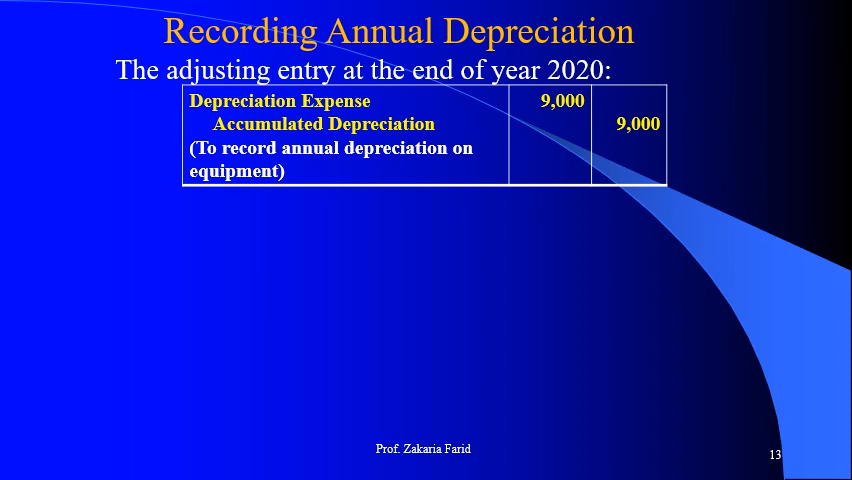 Recording Annual Depreciation
The adjusting entry at the end of year 2020:
Depreciation Expense 9,000
Accumulated Depreciation 9,000
(To record annual depreciation on
equipment)
Prof. Zakaria Farid
13